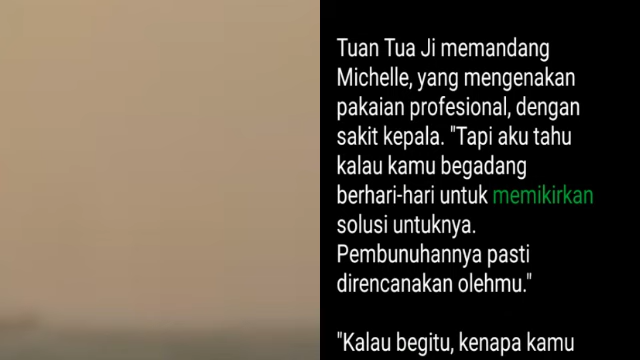 Tuan Tua Ji memandang
Michelle, yang mengenakan
pakaian profesional, dengan
sakit kepala. "Tapi aku tahu
kalau kamu begadang
berhari-hari untuk memikirkan
solusi untuknya.
Pembunuhannya pasti
direncanakan olehmu."
"Kalau begitu, kenapa kamu